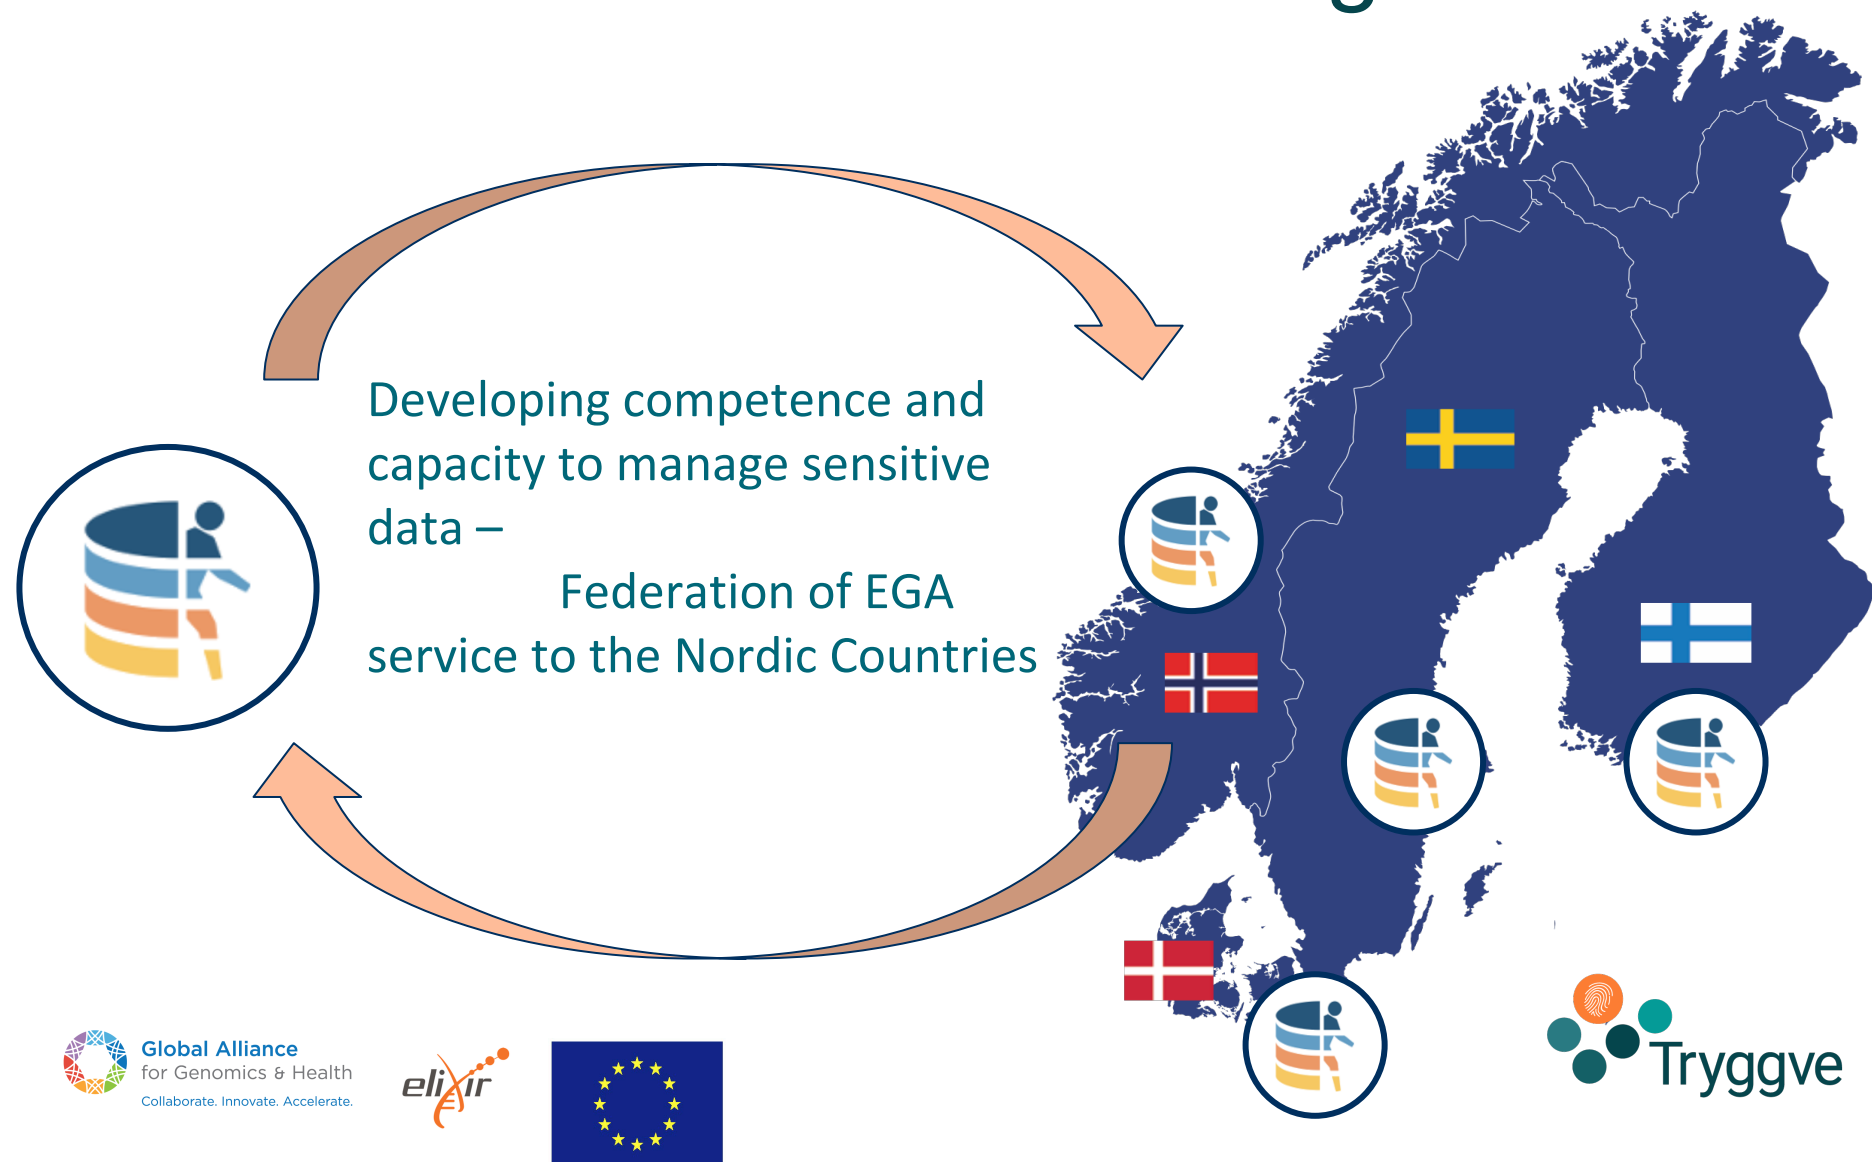 Developing competence and
capacity to manage sensitive
data –
Federation of EGA
service to the Nordic Countries
Global Alliance
for Genomics & Health
Collaborate. Innovate. Accelerate.
elixir
Tryggve